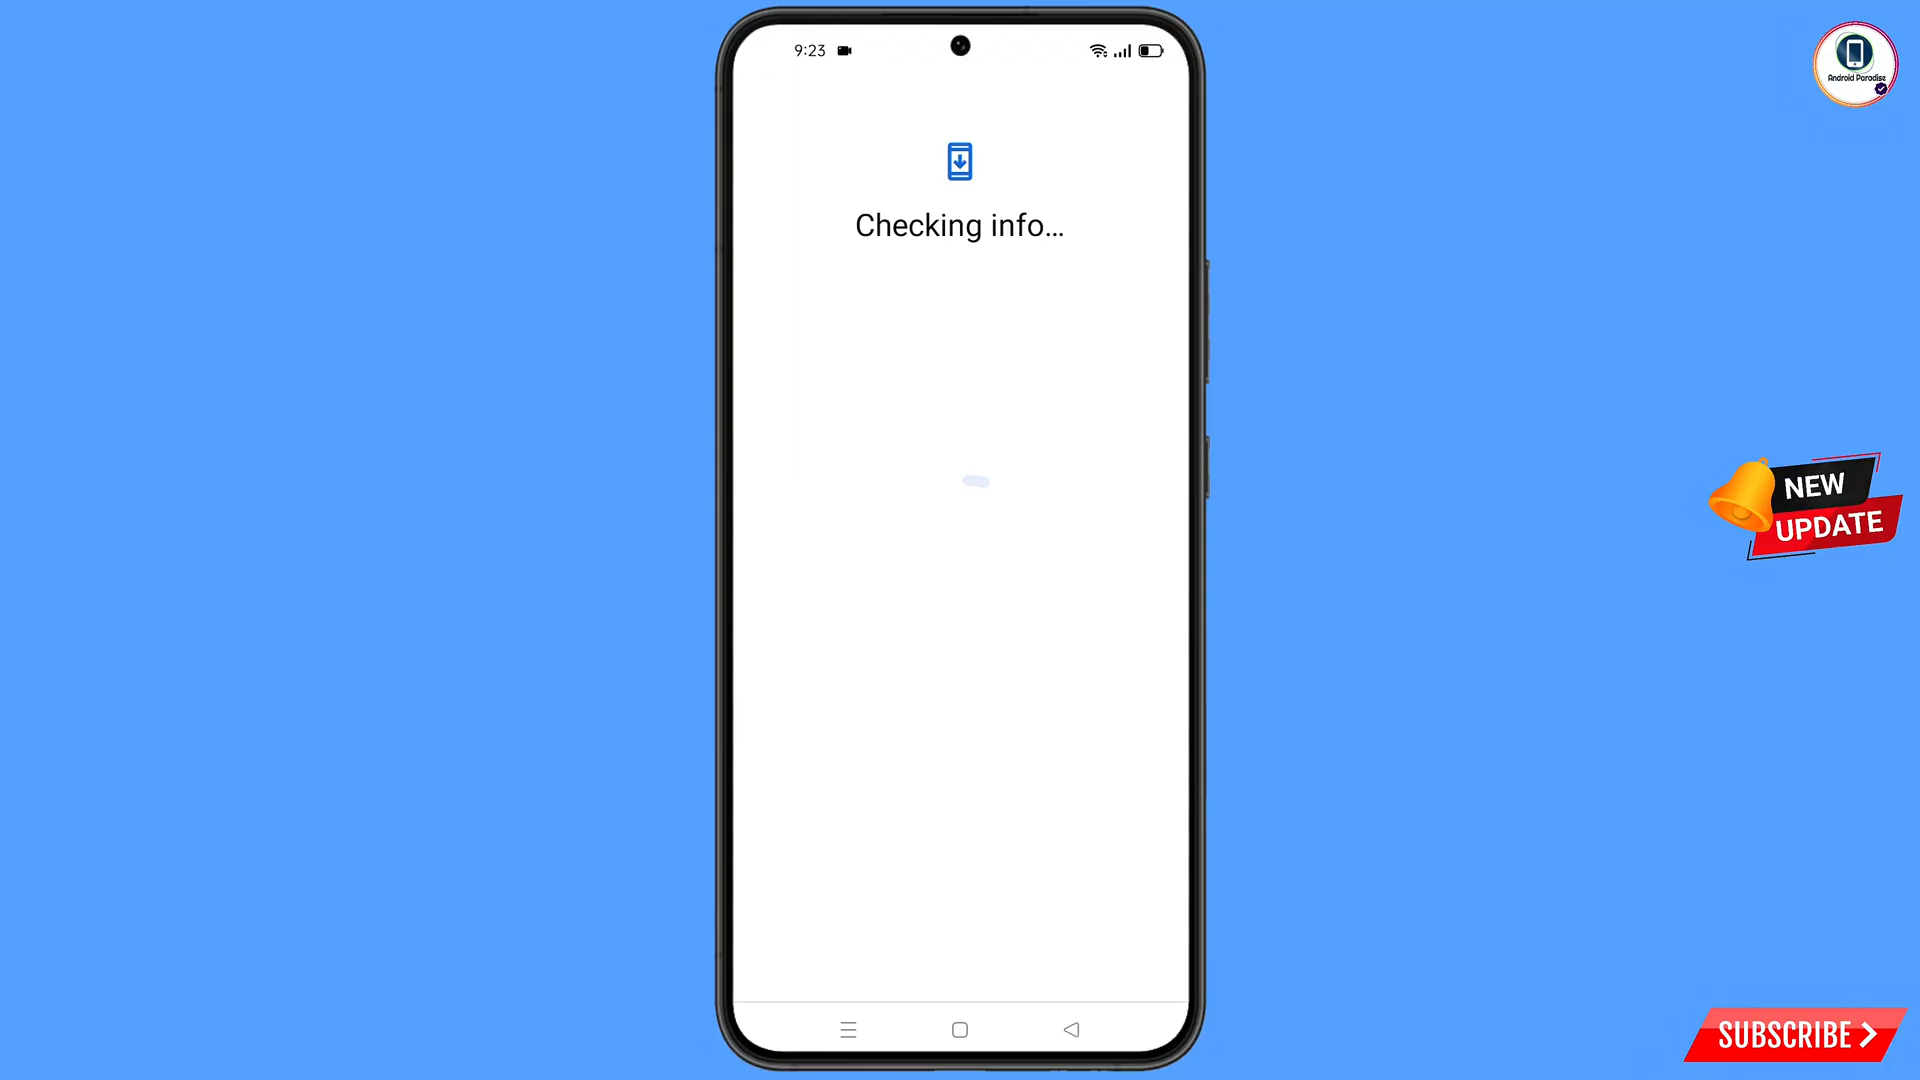 9:23
Android Paradise
Checking info...
NEW
UPDATE
SUBSCRIBE